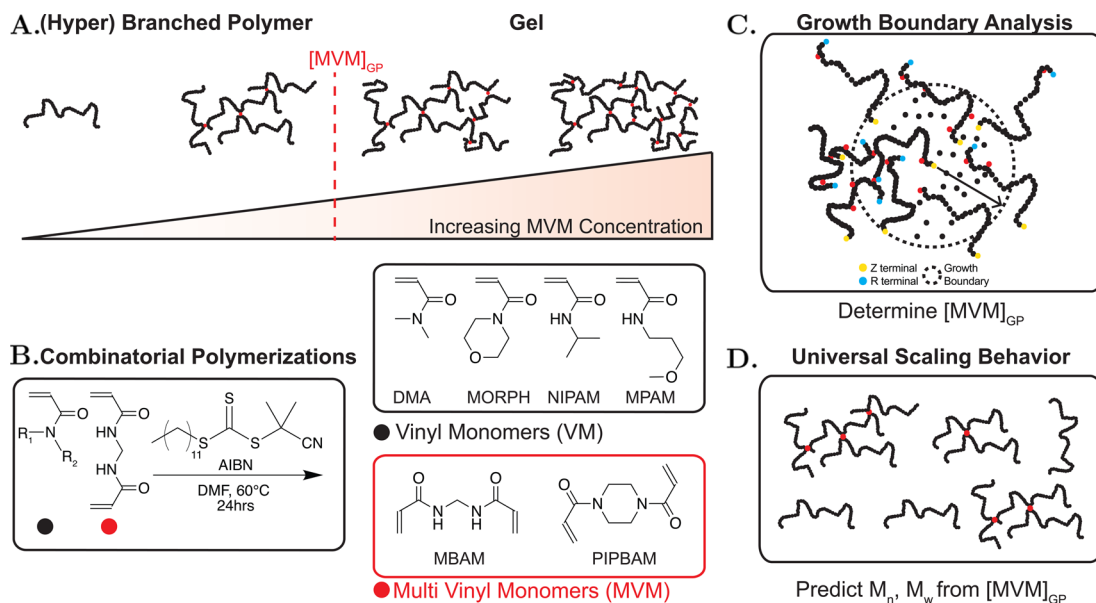 A. (Hyper) Branched Polymer
Gel
[MVM]GP
Increasing MVM Concentration
B. Combinatorial Polymerizations
O
N
R1
R2
O
HN
HN
O
S
11
S
S
CN
AIBN
DMF, 60°C
24hrs
O
N
DMA
O
N
O
MORPH
O
HN
NIPAM
O
HN
O
MPAM
Vinyl Monomers (VM)
O
O
N
H
N
H
MBAM
O
N
N
O
PIPBAM
Multi Vinyl Monomers (MVM)
C. Growth Boundary Analysis
Z terminal
R terminal
Growth
Boundary
Determine [MVM]GP
D. Universal Scaling Behavior
Predict Mn, Mw from [MVM]GP